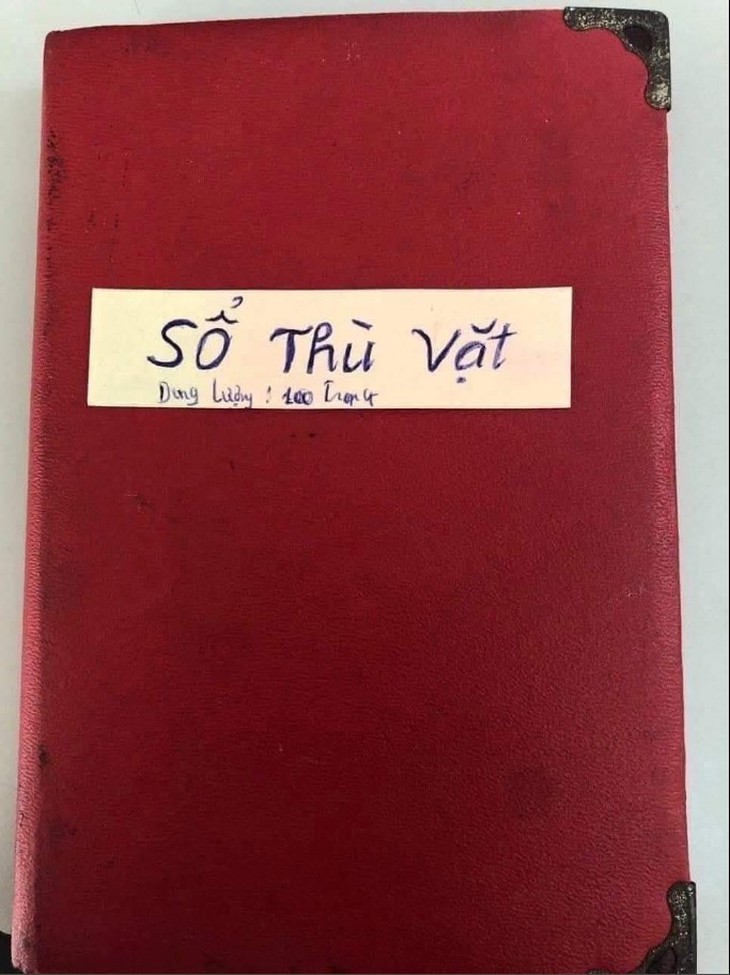 Sổ Thù Vặt
Dung Lượng : 100 Trang